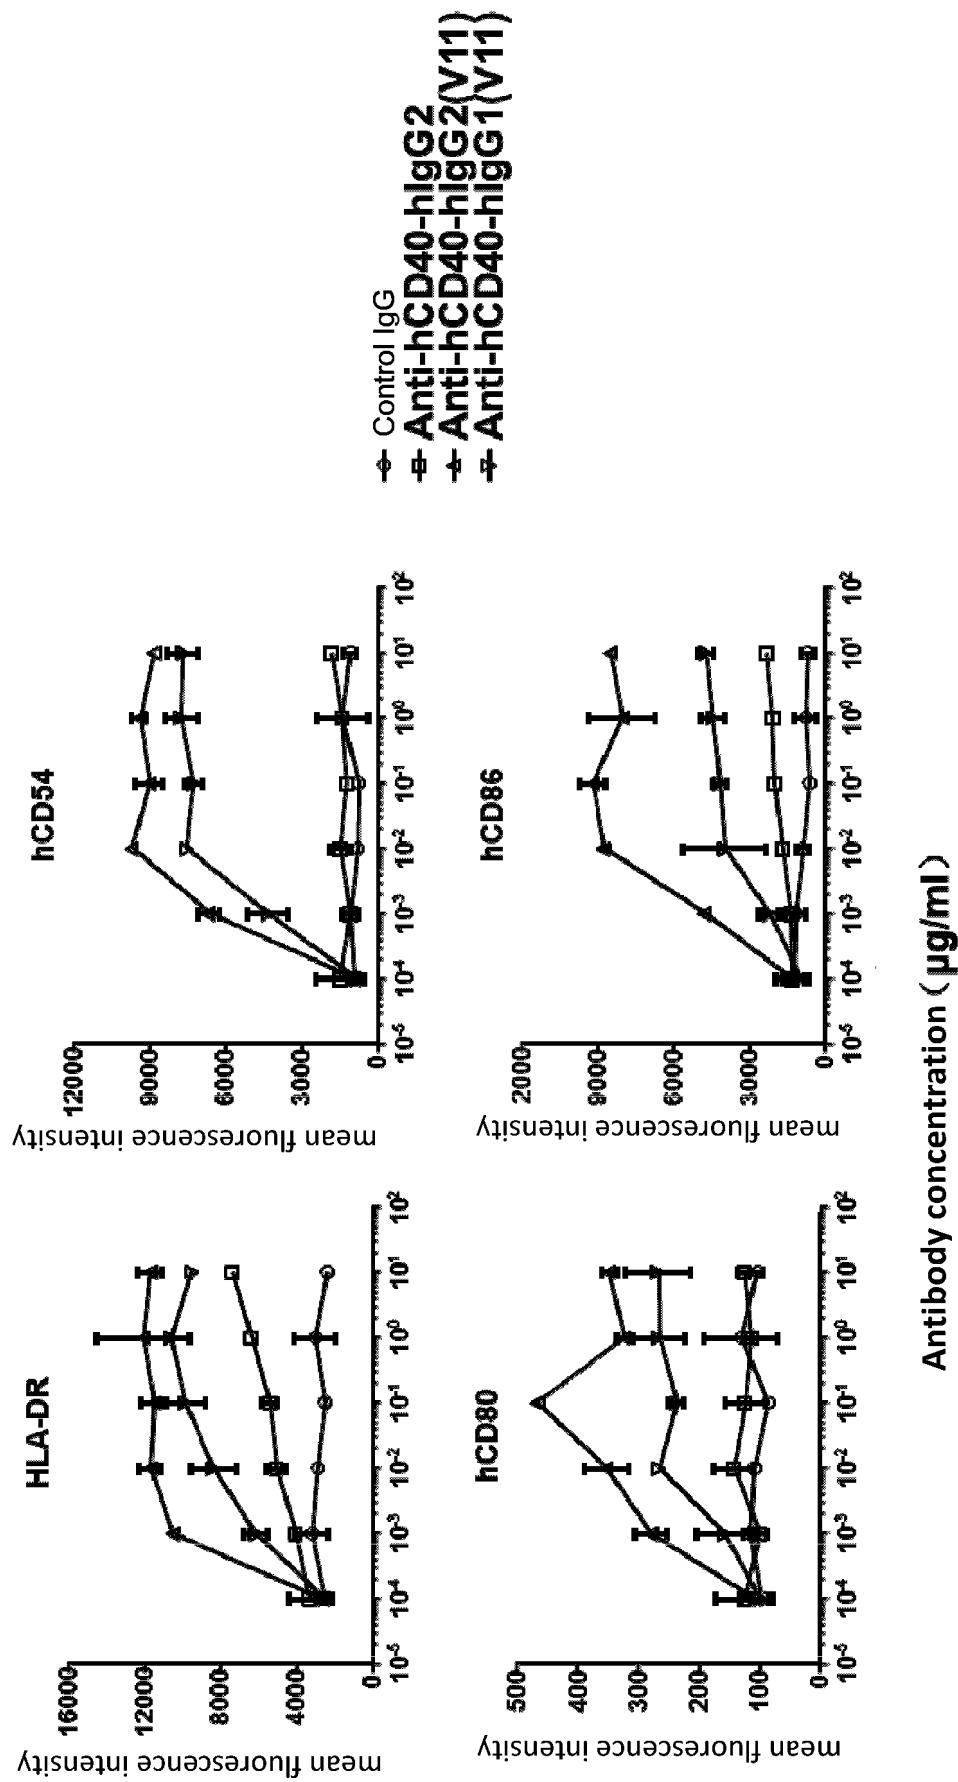 HLA-DR
mean fluorescence intensity
16000
12000
8000
4000
0
10⁻⁵ 10⁻⁴ 10⁻³ 10⁻² 10⁻¹ 10⁰ 10¹ 10²
hCD54
mean fluorescence intensity
12000
9000
6000
3000
0
10⁻⁵ 10⁻⁴ 10⁻³ 10⁻² 10⁻¹ 10⁰ 10¹ 10²
Control IgG
Anti-hCD40-hIgG2
Anti-hCD40-hIgG2(V11)
Anti-hCD40-hIgG1(V11)
hCD80
mean fluorescence intensity
500
300
200
100
0
10⁻⁵ 10⁻⁴ 10⁻³ 10⁻² 10⁻¹ 10⁰ 10¹ 10²
hCD86
mean fluorescence intensity
2000
9000
6000
3000
0
10⁻⁵ 10⁻⁴ 10⁻³ 10⁻² 10⁻¹ 10⁰ 10¹ 10²
Antibody concentration ( μg/ml )